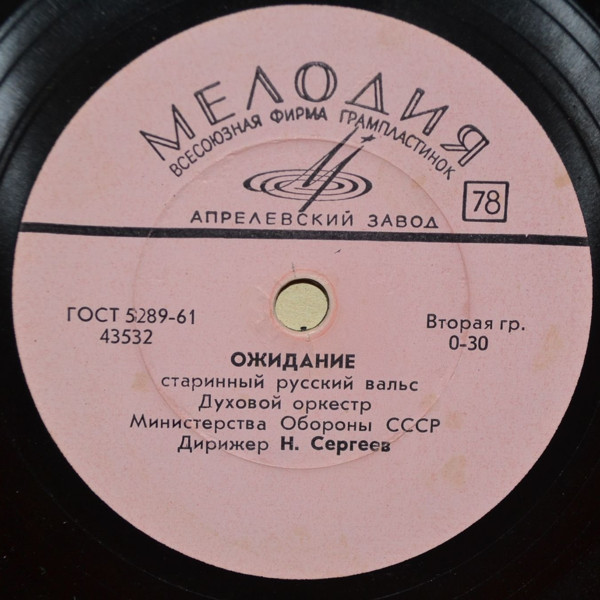 МЕЛОДИЯ
ВСЕСОЮЗНАЯ ФИРМА ГРАМПЛАСТИНОК
78
АПРЕЛЕВСКИЙ ЗАВОД
ГОСТ 5289-61
43532
Вторая гр.
0-30
ОЖИДАНИЕ
старинный русский вальс
Духовой оркестр
Министерства Обороны СССР
Дирижер Н. Сергеев